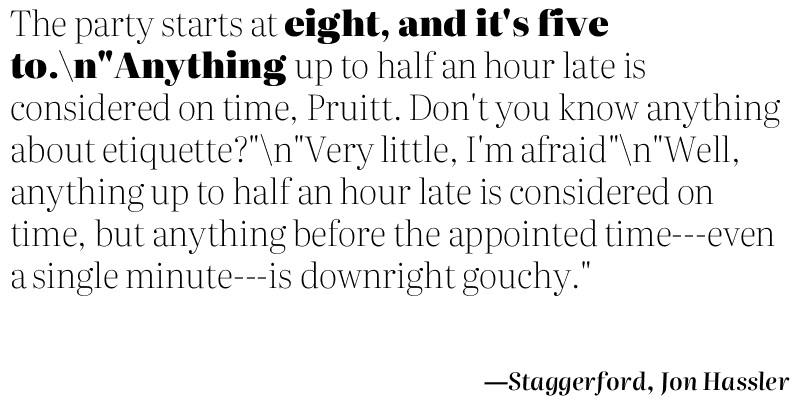 The party starts at eight, and it's five
to.\n"Anything up to half an hour late is
considered on time, Pruitt. Don't you know anything
about etiquette?"\n"Very little, I'm afraid"\n"Well,
anything up to half an hour late is considered on
time, but anything before the appointed time---even
a single minute---is downright gouchy."
—Staggerford, Jon Hassler